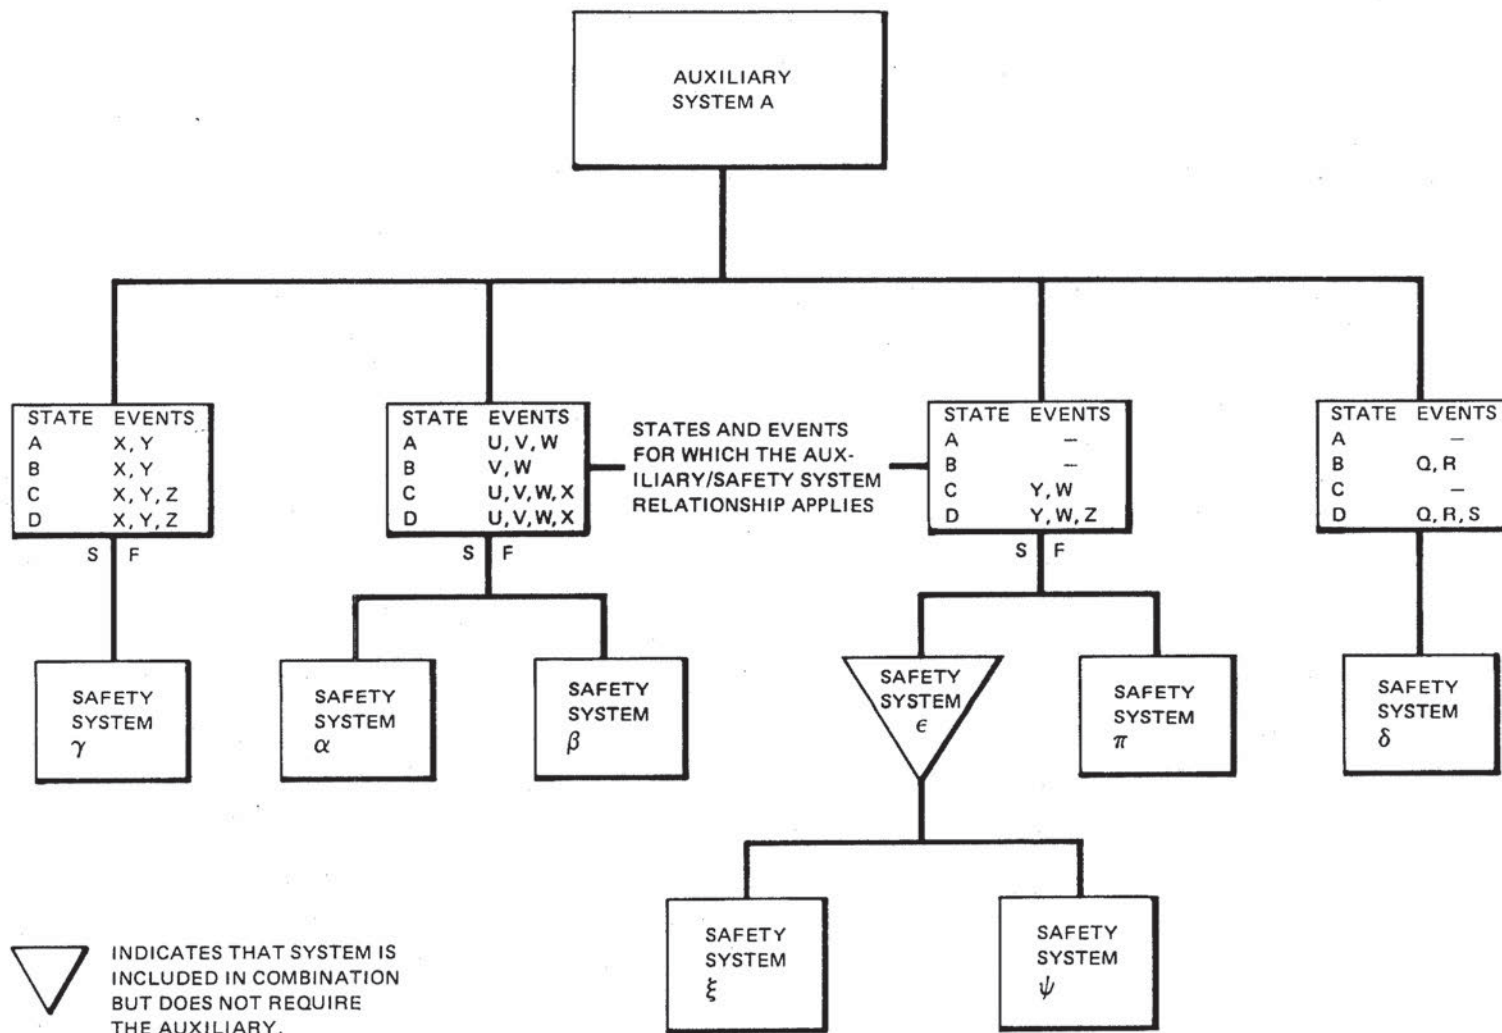 AUXILIARY
SYSTEM A
STATE EVENTS
A X, Y
B X, Y
C X, Y, Z
D X, Y, Z
S F
STATE EVENTS
A U, V, W
B V, W
C U, V, W, X
D U, V, W, X
S F
STATES AND EVENTS
FOR WHICH THE AUX-
ILIARY/SAFETY SYSTEM
RELATIONSHIP APPLIES
STATE EVENTS
A –
B –
C Y, W
D Y, W, Z
S F
STATE EVENTS
A –
B Q, R
C –
D Q, R, S
SAFETY
SYSTEM
γ
SAFETY
SYSTEM
α
SAFETY
SYSTEM
β
SAFETY
SYSTEM
ϵ
SAFETY
SYSTEM
π
SAFETY
SYSTEM
δ
SAFETY
SYSTEM
ξ
SAFETY
SYSTEM
ψ
INDICATES THAT SYSTEM IS
INCLUDED IN COMBINATION
BUT DOES NOT REQUIRE
THE AUXILIARY.